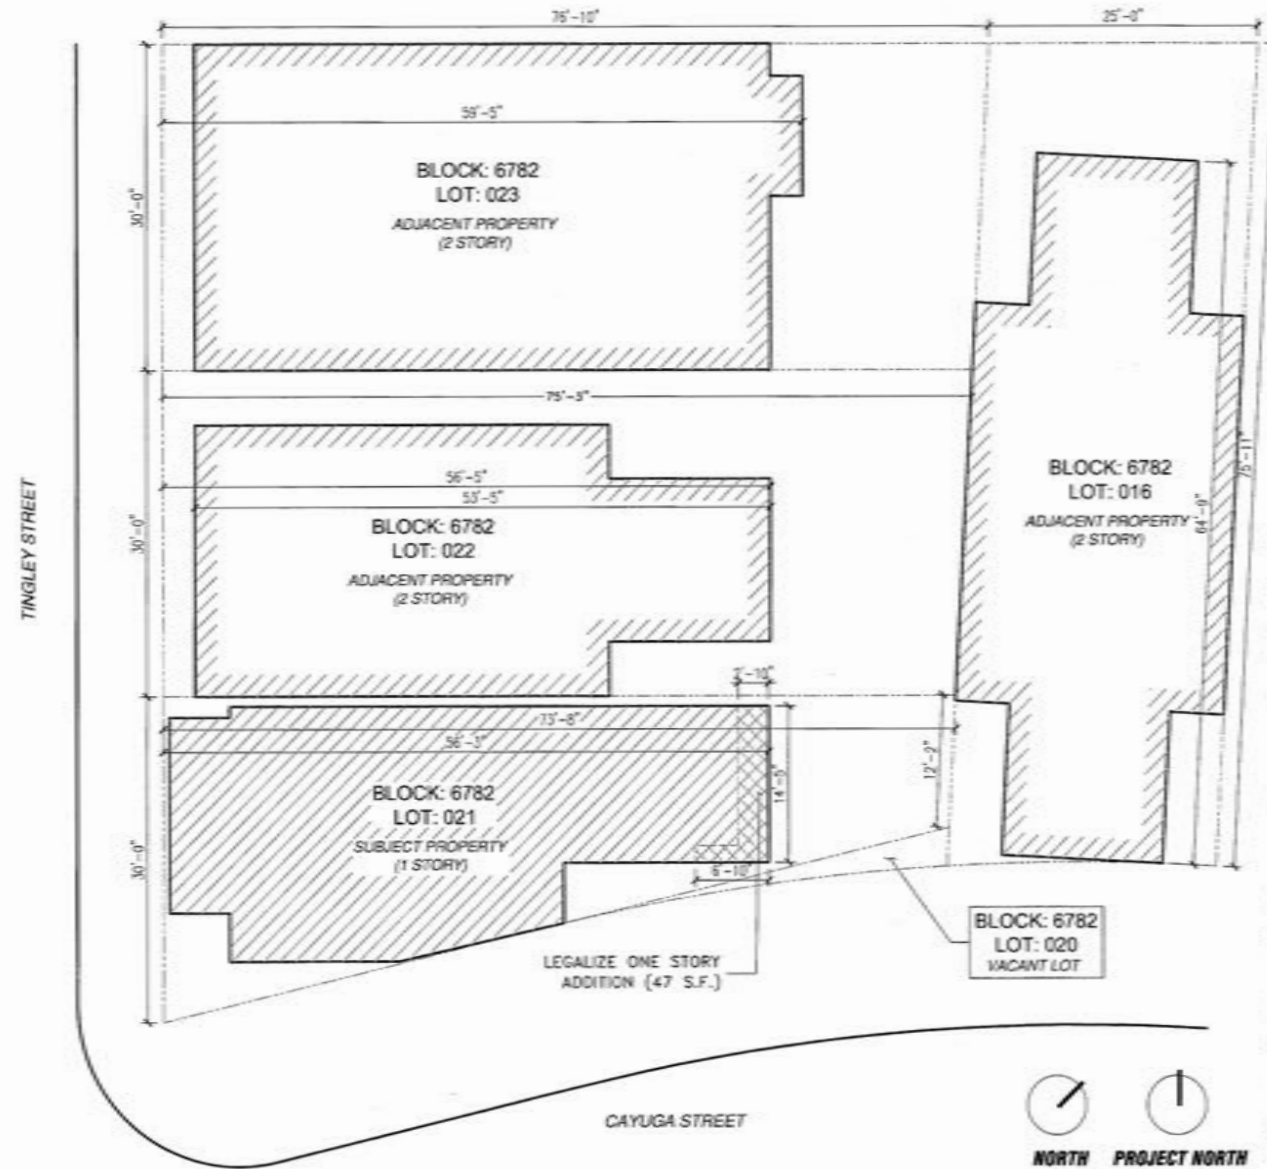 76'-10"
25'-0"
59'-5"
BLOCK: 6782
LOT: 023
ADJACENT PROPERTY
(2 STORY)
30'-0"
75'-3"
56'-5"
53'-5"
BLOCK: 6782
LOT: 022
ADJACENT PROPERTY
(2 STORY)
30'-0"
TINGLEY STREET
BLOCK: 6782
LOT: 016
ADJACENT PROPERTY
(2 STORY)
64'-9"
75'-11"
2'-10"
73'-8"
56'-3"
BLOCK: 6782
LOT: 021
SUBJECT PROPERTY
(1 STORY)
30'-0"
14'-5"
12'-2"
6'-10"
LEGALIZE ONE STORY
ADDITION (47 S.F.)
BLOCK: 6782
LOT: 020
VACANT LOT
CAYUGA STREET
NORTH
PROJECT NORTH